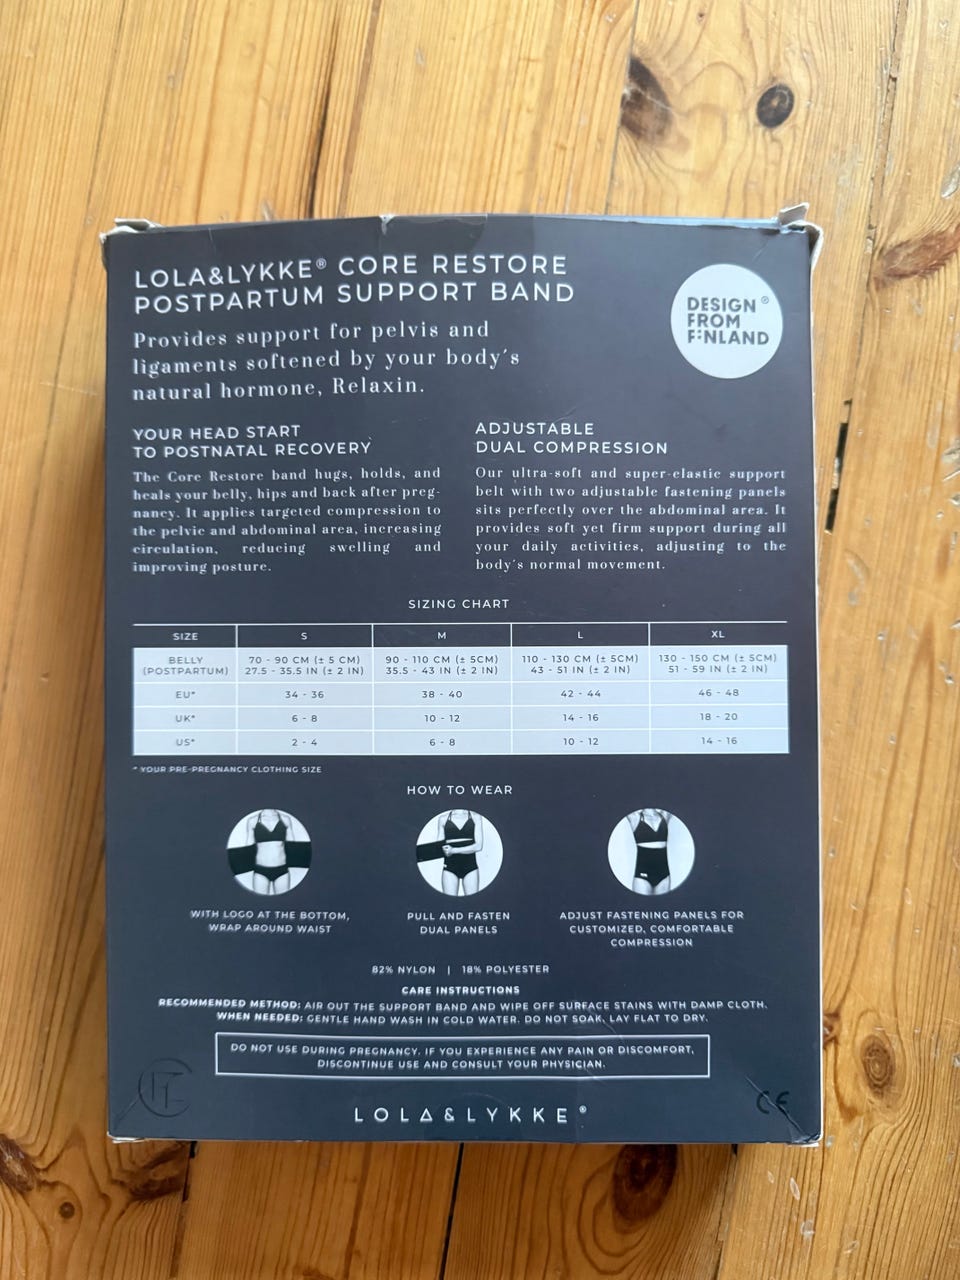 LOLA&LYKKE® CORE RESTORE
POSTPARTUM SUPPORT BAND
Provides support for pelvis and
ligaments softened by your body's
natural hormone, Relaxin.
DESIGN ®
FROM
FINLAND
YOUR HEAD START
TO POSTNATAL RECOVERY
The Core Restore band hugs, holds, and
heals your belly, hips and back after preg-
nancy. It applies targeted compression to
the pelvic and abdominal area, increasing
circulation, reducing swelling and
improving posture.
ADJUSTABLE
DUAL COMPRESSION
Our ultra-soft and super-elastic support
belt with two adjustable fastening panels
sits perfectly over the abdominal area. It
provides soft yet firm support during all
your daily activities, adjusting to the
body's normal movement.
SIZING CHART
SIZE S M L XL
BELLY (POSTPARTUM) 70 - 90 CM (± 5 CM) 27.5 - 35.5 IN (± 2 IN) 90 - 110 CM (± 5CM) 35.5 - 43 IN (± 2 IN) 110 - 130 CM (± 5CM) 43 - 51 IN (± 2 IN) 130 - 150 CM (± 5CM) 51 - 59 IN (± 2 IN)
EU* 34 - 36 38 - 40 42 - 44 46 - 48
UK* 6 - 8 10 - 12 14 - 16 18 - 20
US* 2 - 4 6 - 8 10 - 12 14 - 16
* YOUR PRE-PREGNANCY CLOTHING SIZE
HOW TO WEAR
WITH LOGO AT THE BOTTOM,
WRAP AROUND WAIST
PULL AND FASTEN
DUAL PANELS
ADJUST FASTENING PANELS FOR
CUSTOMIZED, COMFORTABLE
COMPRESSION
82% NYLON | 18% POLYESTER
CARE INSTRUCTIONS
RECOMMENDED METHOD: AIR OUT THE SUPPORT BAND AND WIPE OFF SURFACE STAINS WITH DAMP CLOTH.
WHEN NEEDED: GENTLE HAND WASH IN COLD WATER. DO NOT SOAK, LAY FLAT TO DRY.
DO NOT USE DURING PREGNANCY. IF YOU EXPERIENCE ANY PAIN OR DISCOMFORT,
DISCONTINUE USE AND CONSULT YOUR PHYSICIAN.
LOLA&LYKKE®
CE